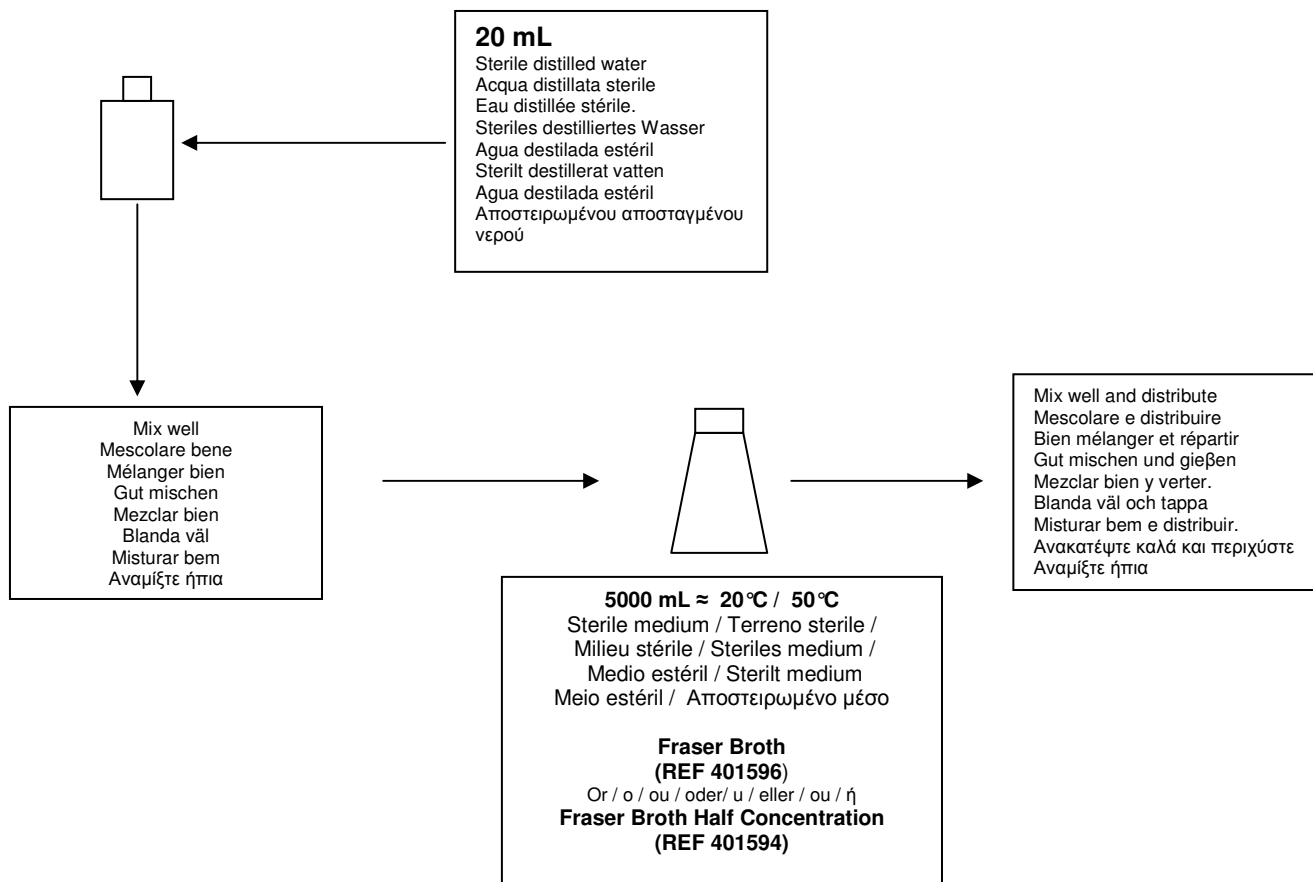 20 mL
Sterile distilled water
Acqua distillata sterile
Eau distillée stérile.
Steriles destilliertes Wasser
Agua destilada estéril
Sterilt destillerat vatten
Agua destilada estéril
Αποστειρωμένου αποσταγμένου
νερού
Mix well
Mescolare bene
Mélanger bien
Gut mischen
Mezclar bien
Blanda väl
Misturar bem
Αναμίξτε ήπια
Mix well and distribute
Mescolare e distribuire
Bien mélanger et répartir
Gut mischen und gieβen
Mezclar bien y verter.
Blanda väl och tappa
Misturar bem e distribuir.
Ανακατέψτε καλά και περιχύστε
Αναμίξτε ήπια
5000 mL ≈ 20°C / 50°C
Sterile medium / Terreno sterile /
Milieu stérile / Steriles medium /
Medio estéril / Sterilt medium
Meio estéril / Αποστειρωμένο μέσο
Fraser Broth
(REF 401596)
Or / o / ou / oder/ u / eller / ou / ή
Fraser Broth Half Concentration
(REF 401594)